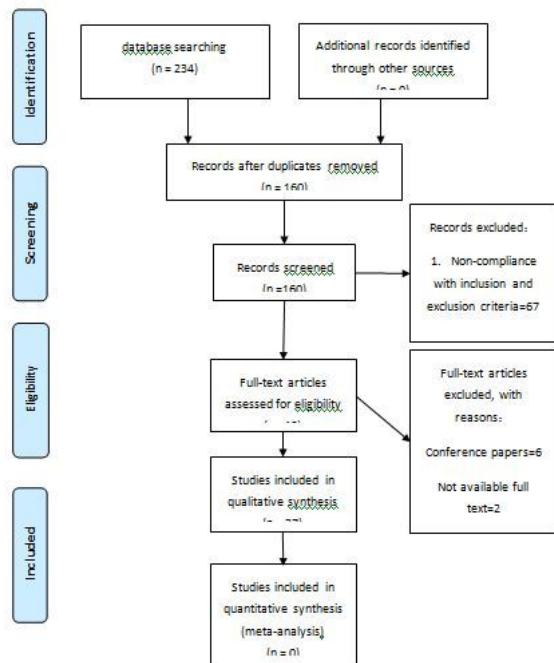 Identification
database searching
(n = 234)
Additional records identified
through other sources
(n = 0)
Records after duplicates removed
(n = 160)
Screening
Records screened
(n =160)
Records excluded:
1. Non-compliance
with inclusion and
exclusion criteria=67
Eligibility
Full-text articles
assessed for eligibility
Full-text articles
excluded, with
reasons:
Conference papers=6
Not available full
text=2
Studies included in
qualitative synthesis
Included
Studies included in
quantitative synthesis
(meta-analysis)
(n = 0)